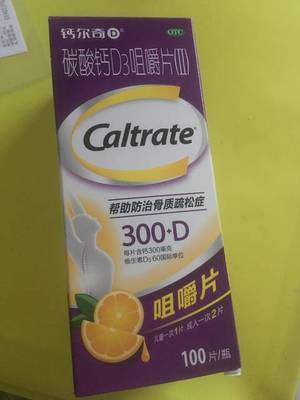 钙尔奇D
OTC
碳酸钙D3咀嚼片(II)
Caltrate
帮助防治骨质疏松症
300+D
每片含钙300毫克
维生素D3 60国际单位
咀嚼片
儿童一次1片 成人一次2片
100片/瓶